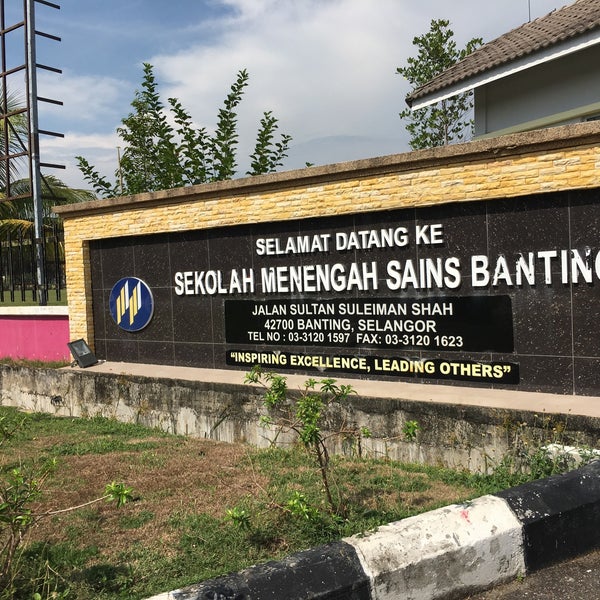 SELAMAT DATANG KE
SEKOLAH MENENGAH SAINS BANTING
JALAN SULTAN SULEIMAN SHAH
42700 BANTING, SELANGOR
TEL NO : 03-3120 1597 FAX: 03-3120 1623
"INSPIRING EXCELLENCE, LEADING OTHERS"